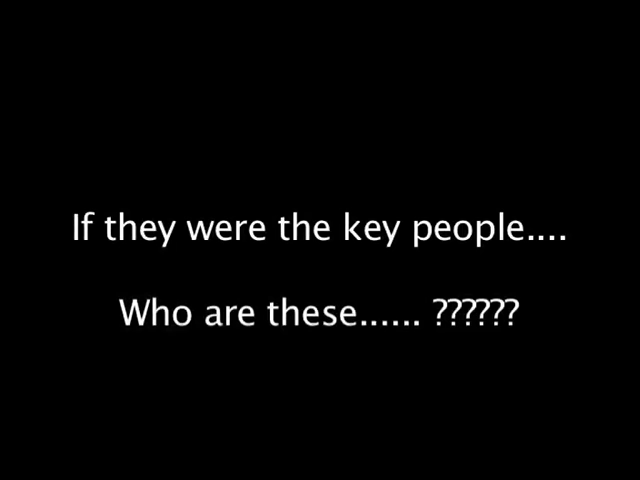 If they were the key people....
Who are these...... ??????